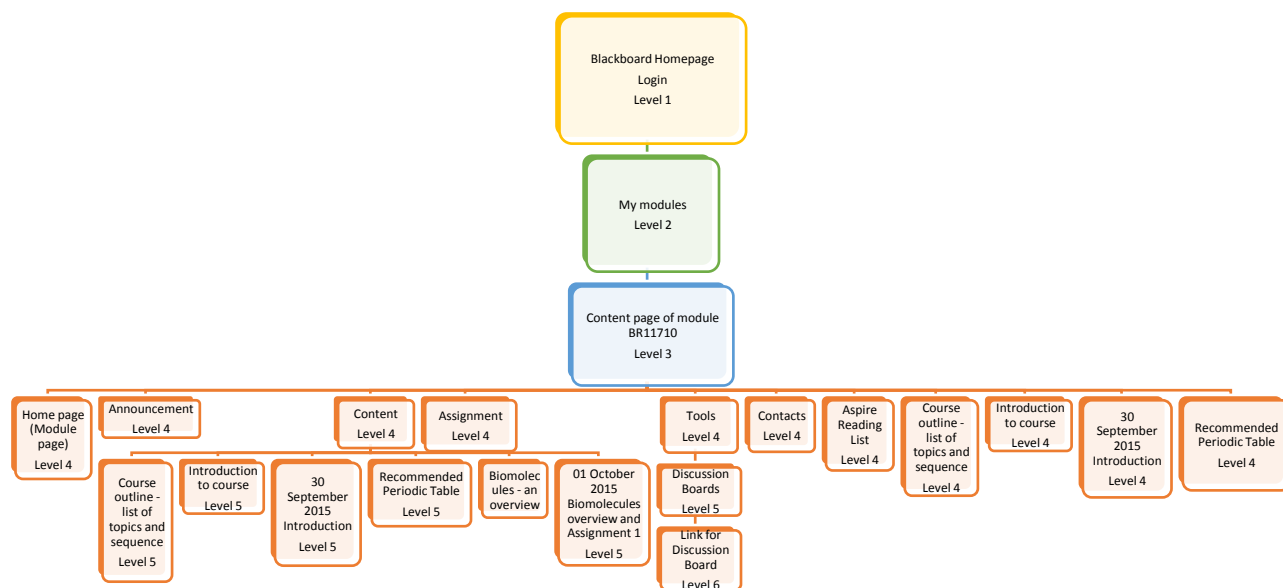 Blackboard Homepage
Login
Level 1
My modules
Level 2
Content page of module
BR11710
Level 3
Home page
(Module
page)
Level 4
Announcement
Level 4
Content
Level 4
Assignment
Level 4
Tools
Level 4
Contacts
Level 4
Aspire
Reading
List
Level 4
Course
outline -
list of
topics and
sequence
Level 4
Introduction
to course
Level 4
30
September
2015
Introduction
Level 4
Recommended
Periodic Table
Level 4
Course
outline -
list of
topics and
sequence
Level 5
Introduction
to course
Level 5
30
September
2015
Introduction
Level 5
Recommended
Periodic Table
Level 5
Biomolec
ules - an
overview
01 October
2015
Biomolecules
overview and
Assignment 1
Level 5
Discussion
Boards
Level 5
Link for
Discussion
Board
Level 6